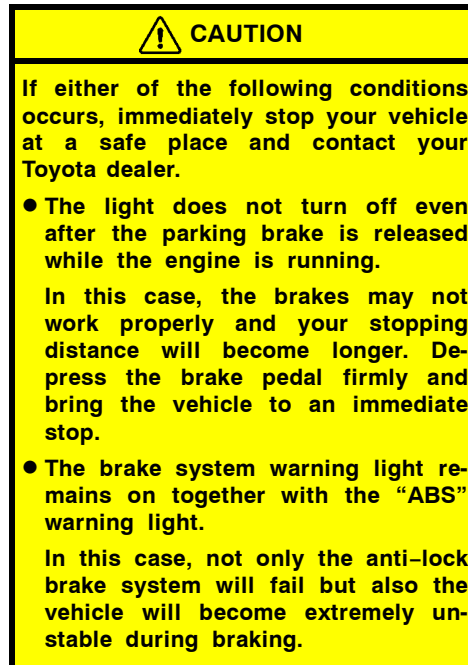 CAUTION
If either of the following conditions
occurs, immediately stop your vehicle
at a safe place and contact your
Toyota dealer.
● The light does not turn off even
after the parking brake is released
while the engine is running.
In this case, the brakes may not
work properly and your stopping
distance will become longer. De-
press the brake pedal firmly and
bring the vehicle to an immediate
stop.
● The brake system warning light re-
mains on together with the “ABS”
warning light.
In this case, not only the anti−lock
brake system will fail but also the
vehicle will become extremely un-
stable during braking.